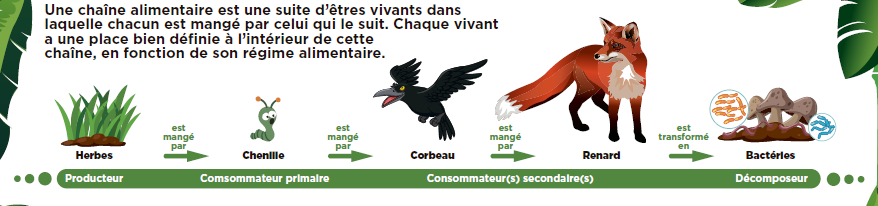 Une chaîne alimentaire est une suite d'êtres vivants dans
laquelle chacun est mangé par celui qui le suit. Chaque vivant
a une place bien définie à l'intérieur de cette
chaîne, en fonction de son régime alimentaire.
est
mangé
par
est
mangé
par
est
mangé
par
est
transformé
en
Herbes
Chenille
Corbeau
Renard
Bactéries
Producteur
Comsommateur primaire
Consommateur(s) secondaire(s)
Décomposeur